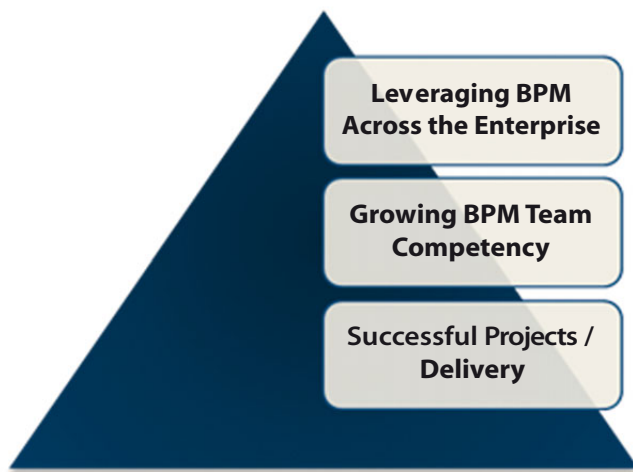 Leveraging BPM
Across the Enterprise
Growing BPM Team
Competency
Successful Projects /
Delivery